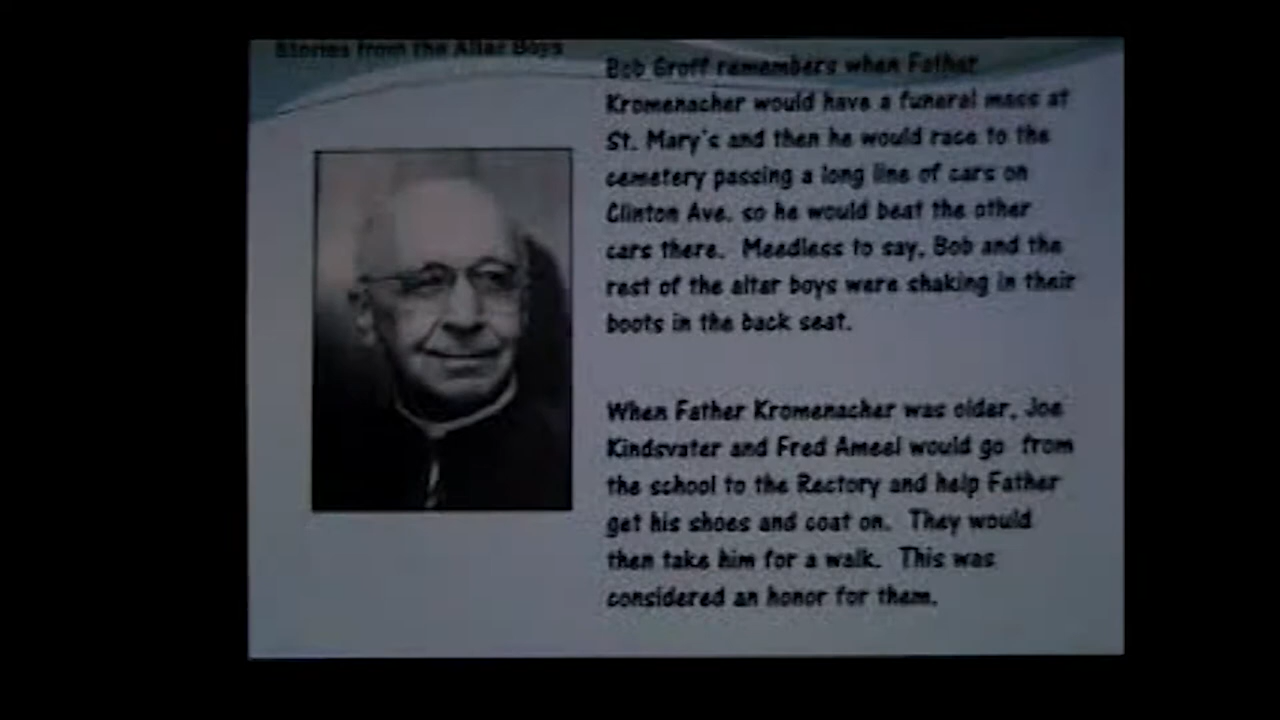 Stories from the Altar Boys
Bob Groff remembers when Father
Kromenacher would have a funeral mass at
St. Mary's and then he would race to the
cemetery passing a long line of cars on
Clinton Ave. so he would beat the other
cars there.  Needless to say, Bob and the
rest of the altar boys were shaking in their
boots in the back seat.
When Father Kromenacher was older, Joe
Kindsvater and Fred Ameel would go  from
the school to the Rectory and help Father
get his shoes and coat on.  They would
then take him for a walk.  This was
considered an honor for them.